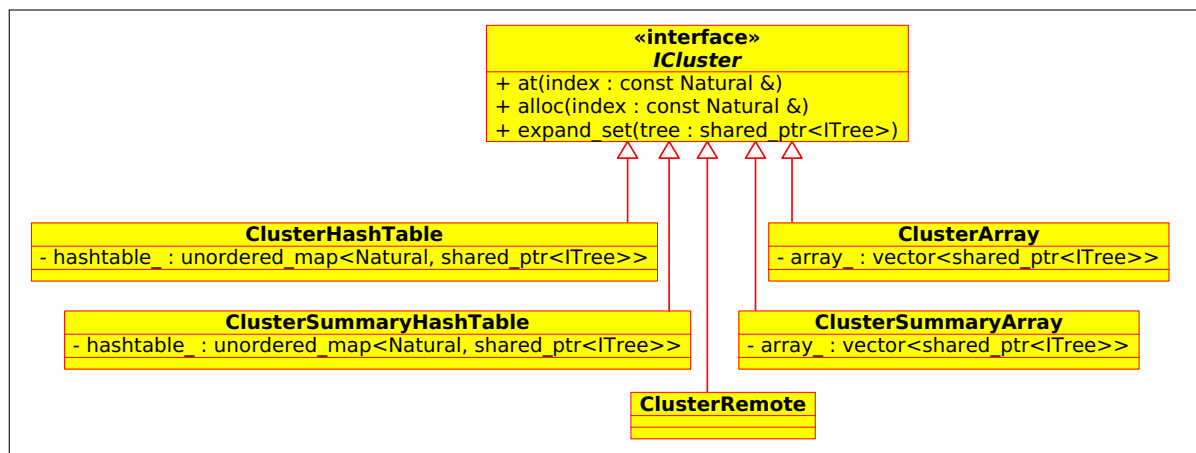 «interface»
ICluster
+ at(index : const Natural &)
+ alloc(index : const Natural &)
+ expand_set(tree : shared_ptr<ITree>)
ClusterHashTable
- hashtable_ : unordered_map<Natural, shared_ptr<ITree>>
ClusterArray
- array_ : vector<shared_ptr<ITree>>
ClusterSummaryHashTable
- hashtable_ : unordered_map<Natural, shared_ptr<ITree>>
ClusterSummaryArray
- array_ : vector<shared_ptr<ITree>>
ClusterRemote